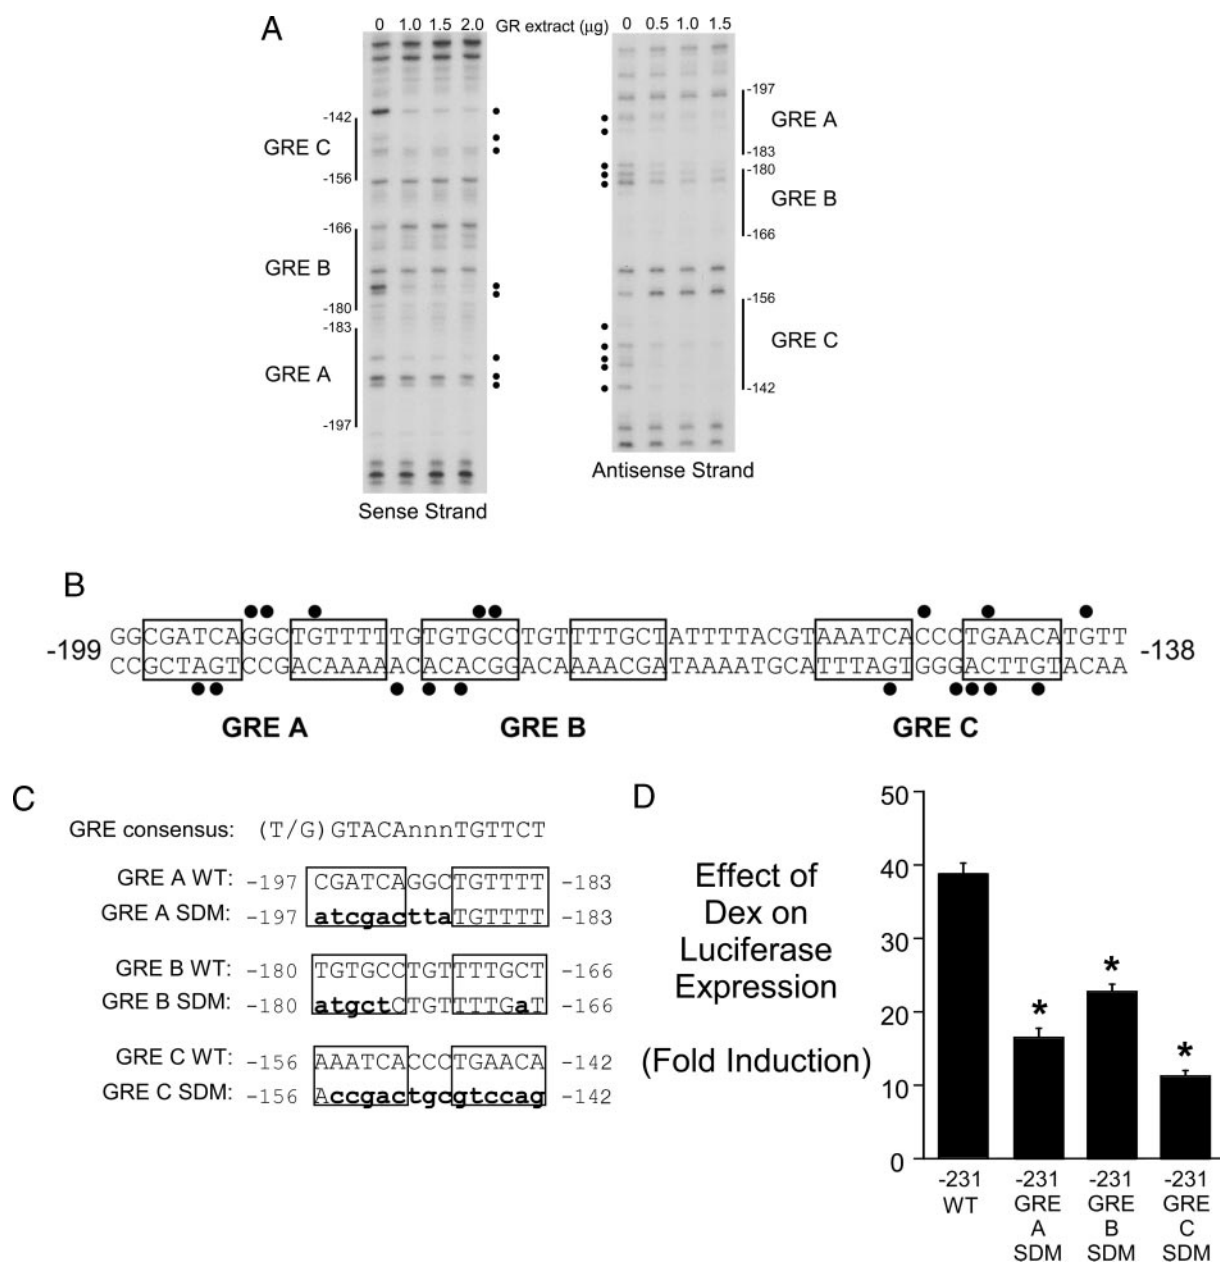 A
0 1.0 1.5 2.0 GR extract (µg) 0 0.5 1.0 1.5
-142
GRE C
-156
-166
GRE B
-180
-183
GRE A
-197
Sense Strand
-197
GRE A
-183
-180
GRE B
-166
-156
GRE C
-142
Antisense Strand
B
-199 GGCGATCAGGCTGTTTTTGTGTGCCTGTTTTGCTATTTTACGTAAATCACCCTGAACATGTT -138
CCGCTAGTCCGACAAAAACACACGGACAAAACGATAAAATGCATTTAGTGGGACTTGTACAA
GRE A GRE B GRE C
C
GRE consensus: (T/G)GTACAnnnTGTTCT
GRE A WT: -197 CGATCAGGCTGTTTT -183
GRE A SDM: -197 atcgacttaTGTTTT -183
GRE B WT: -180 TGTGCCTGTTTTGCT -166
GRE B SDM: -180 atgctCTGTTTTGaT -166
GRE C WT: -156 AAATCACCCTGAACA -142
GRE C SDM: -156 Accgactgcgtccag -142
D
Effect of
Dex on
Luciferase
Expression
(Fold Induction)
50
40
30
20
10
0
* * *
-231 WT
-231 GRE A SDM
-231 GRE B SDM
-231 GRE C SDM